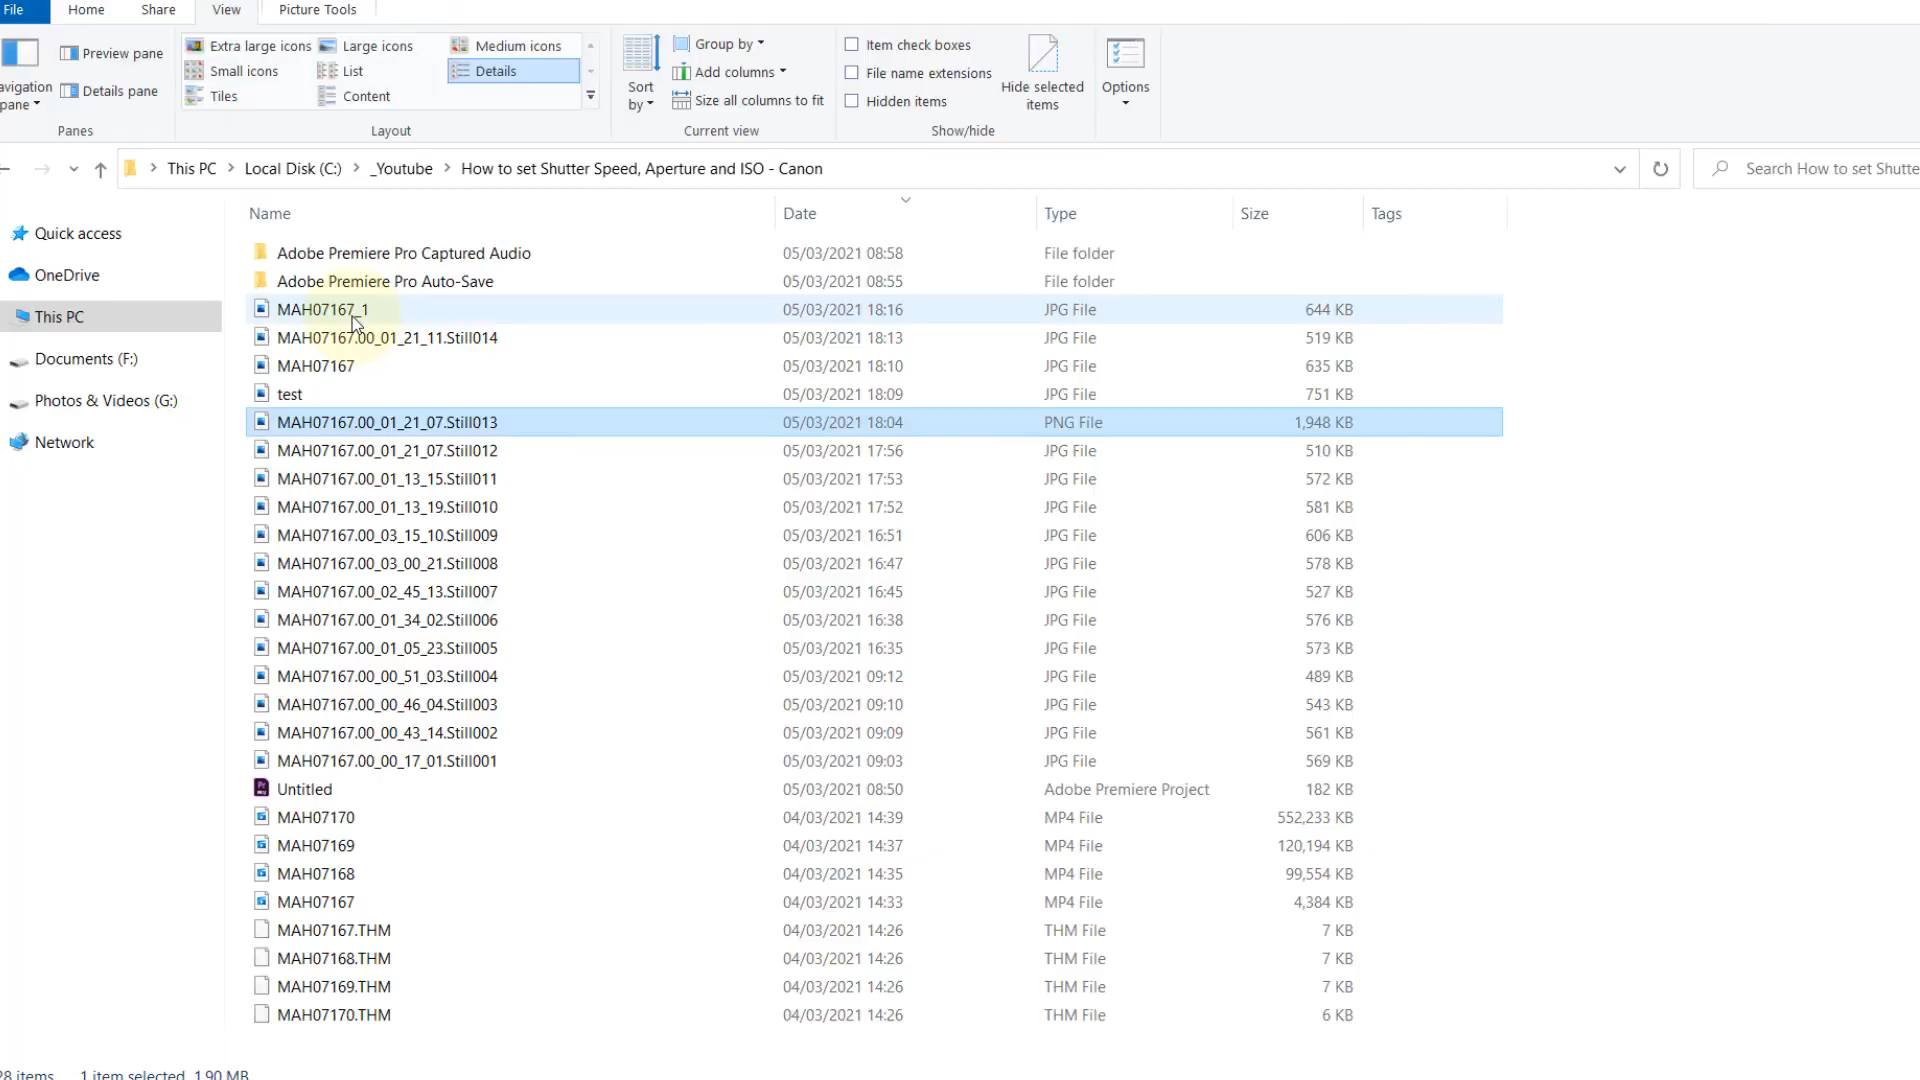 File Home Share View Picture Tools
Preview pane Extra large icons Large icons Medium icons Group by Item check boxes
avigation pane Details pane Small icons List Details Add columns File name extensions Sort by Hide selected items Options
Tiles Content Size all columns to fit Hidden items
Panes Layout Current view Show/hide
This PC Local Disk (C:) _Youtube How to set Shutter Speed, Aperture and ISO - Canon Search How to set Shutte
Name Date Type Size Tags
Quick access
OneDrive
This PC
Documents (F:)
Photos & Videos (G:)
Network
Adobe Premiere Pro Captured Audio 05/03/2021 08:58 File folder
Adobe Premiere Pro Auto-Save 05/03/2021 08:55 File folder
MAH07167_1 05/03/2021 18:16 JPG File 644 KB
MAH07167.00_01_21_11.Still014 05/03/2021 18:13 JPG File 519 KB
MAH07167 05/03/2021 18:10 JPG File 635 KB
test 05/03/2021 18:09 JPG File 751 KB
MAH07167.00_01_21_07.Still013 05/03/2021 18:04 PNG File 1,948 KB
MAH07167.00_01_21_07.Still012 05/03/2021 17:56 JPG File 510 KB
MAH07167.00_01_13_15.Still011 05/03/2021 17:53 JPG File 572 KB
MAH07167.00_01_13_19.Still010 05/03/2021 17:52 JPG File 581 KB
MAH07167.00_03_15_10.Still009 05/03/2021 16:51 JPG File 606 KB
MAH07167.00_03_00_21.Still008 05/03/2021 16:47 JPG File 578 KB
MAH07167.00_02_45_13.Still007 05/03/2021 16:45 JPG File 527 KB
MAH07167.00_01_34_02.Still006 05/03/2021 16:38 JPG File 576 KB
MAH07167.00_01_05_23.Still005 05/03/2021 16:35 JPG File 573 KB
MAH07167.00_00_51_03.Still004 05/03/2021 09:12 JPG File 489 KB
MAH07167.00_00_46_04.Still003 05/03/2021 09:10 JPG File 543 KB
MAH07167.00_00_43_14.Still002 05/03/2021 09:09 JPG File 561 KB
MAH07167.00_00_17_01.Still001 05/03/2021 09:03 JPG File 569 KB
Untitled 05/03/2021 08:50 Adobe Premiere Project 182 KB
MAH07170 04/03/2021 14:39 MP4 File 552,233 KB
MAH07169 04/03/2021 14:37 MP4 File 120,194 KB
MAH07168 04/03/2021 14:35 MP4 File 99,554 KB
MAH07167 04/03/2021 14:33 MP4 File 4,384 KB
MAH07167.THM 04/03/2021 14:26 THM File 7 KB
MAH07168.THM 04/03/2021 14:26 THM File 7 KB
MAH07169.THM 04/03/2021 14:26 THM File 7 KB
MAH07170.THM 04/03/2021 14:26 THM File 6 KB
28 items 1 item selected 1.90 MB